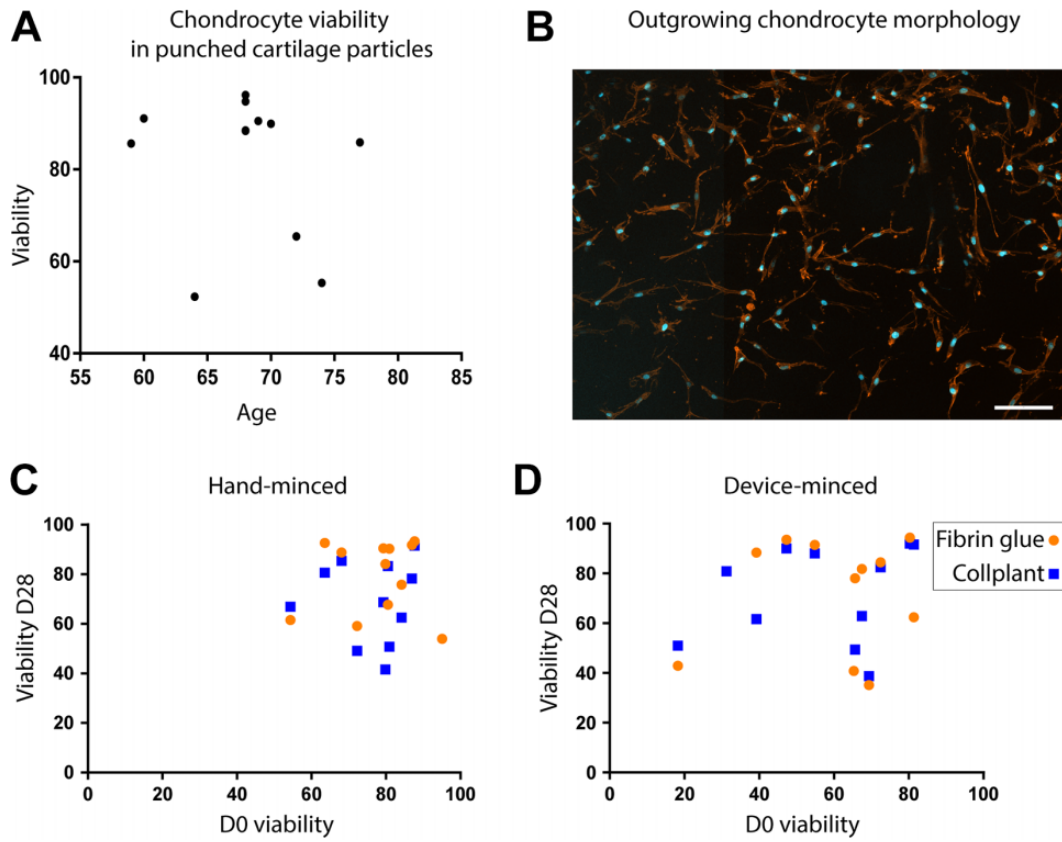 A
Chondrocyte viability
in punched cartilage particles
100
80
60
40
Viability
55 60 65 70 75 80 85
Age
B
Outgrowing chondrocyte morphology
C
Hand-minced
100
80
60
40
20
0
Viability D28
0 20 40 60 80 100
D0 viability
D
Device-minced
100
80
60
40
20
0
Viability D28
0 20 40 60 80 100
D0 viability
Fibrin glue
Collplant